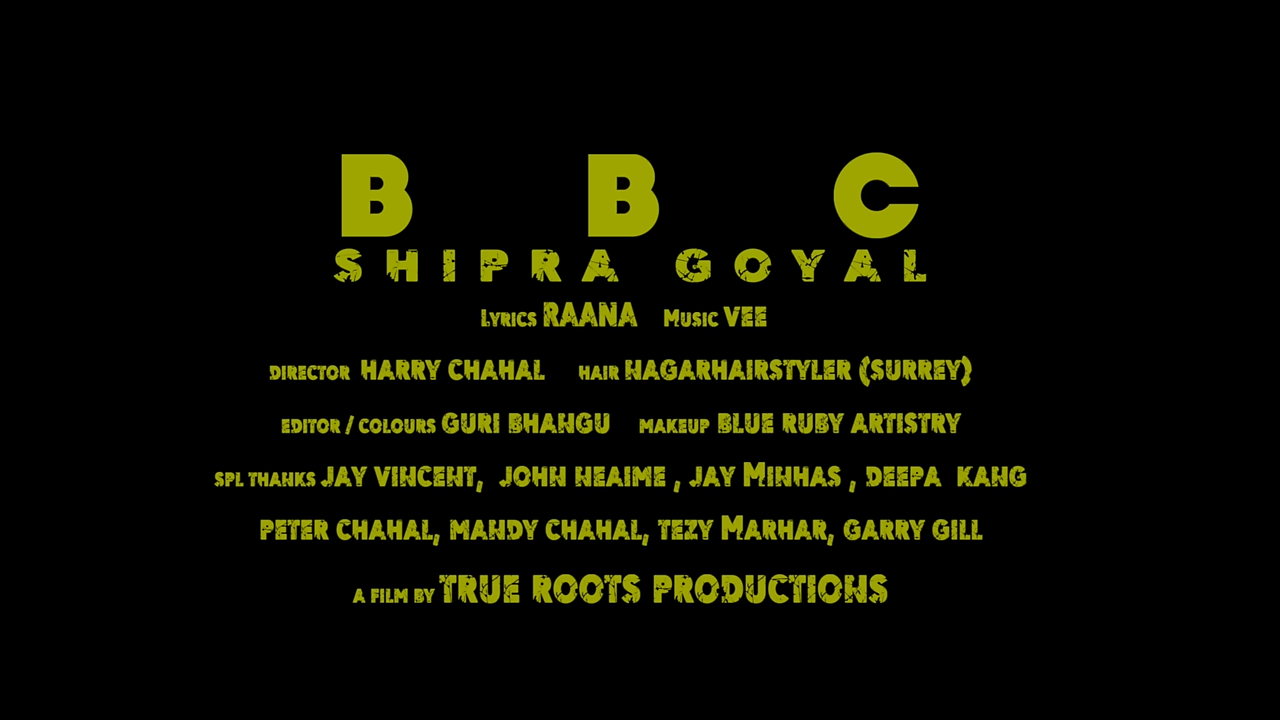 B B C
SHIPRA GOYAL
LYRICS RAANA MUSIC VEE
DIRECTOR HARRY CHAHAL HAIR NAGARHAIRSTYLER (SURREY)
EDITOR / COLOURS GURI BHANGU MAKEUP BLUE RUBY ARTISTRY
SPL THANKS JAY VINCENT, JOHN NEAIME , JAY MINHAS , DEEPA KANG
PETER CHAHAL, MANDY CHAHAL, TEZY MARHAR, GARRY GILL
A FILM BY TRUE ROOTS PRODUCTIONS